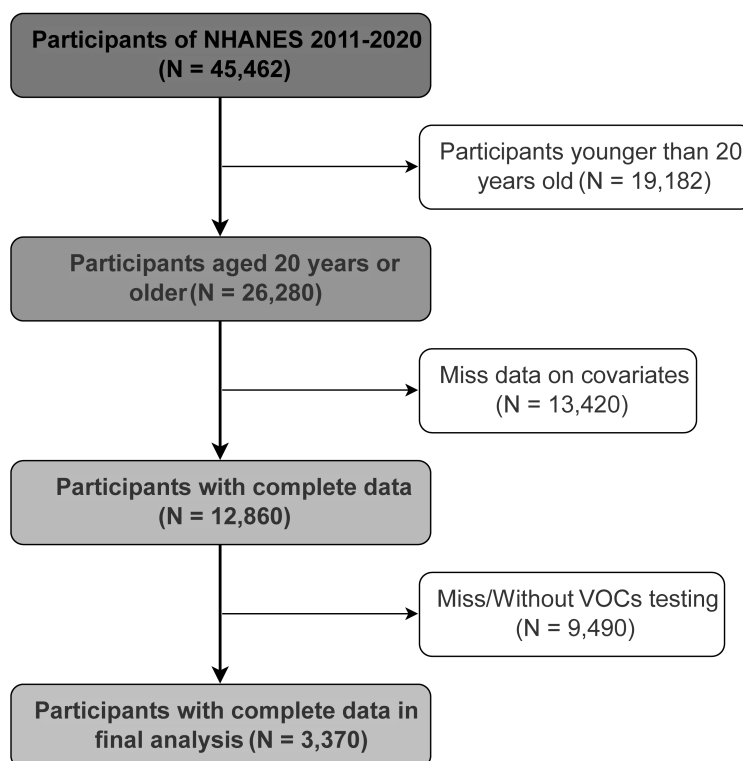 Participants of NHANES 2011-2020
(N = 45,462)
Participants younger than 20
years old (N = 19,182)
Participants aged 20 years or
older(N = 26,280)
Miss data on covariates
(N = 13,420)
Participants with complete data
(N = 12,860)
Miss/Without VOCs testing
(N = 9,490)
Participants with complete data in
final analysis (N = 3,370)